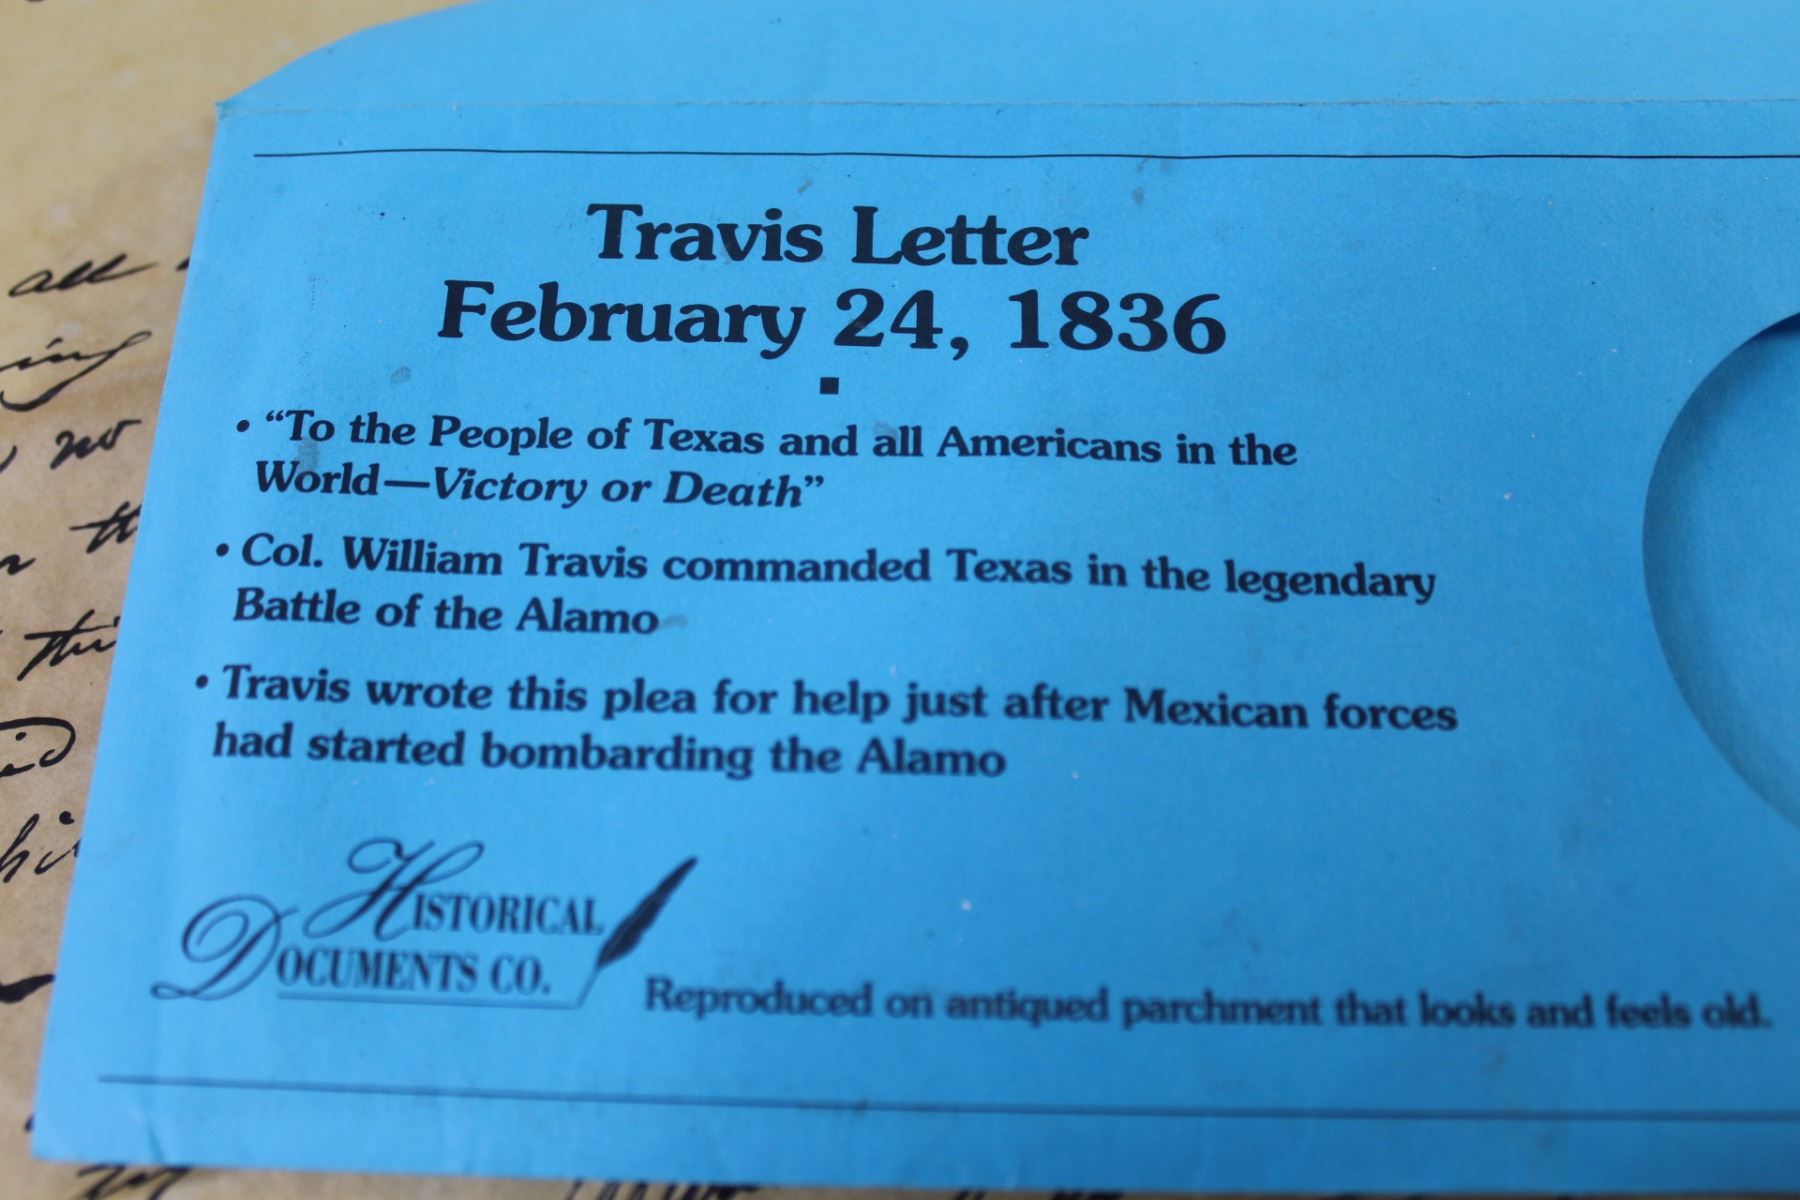 Travis Letter
February 24, 1836
• “To the People of Texas and all Americans in the
World—Victory or Death”
• Col. William Travis commanded Texas in the legendary
Battle of the Alamo
• Travis wrote this plea for help just after Mexican forces
had started bombarding the Alamo
HISTORICAL
DOCUMENTS CO.
Reproduced on antiqued parchment that looks and feels old.
all
ing
no